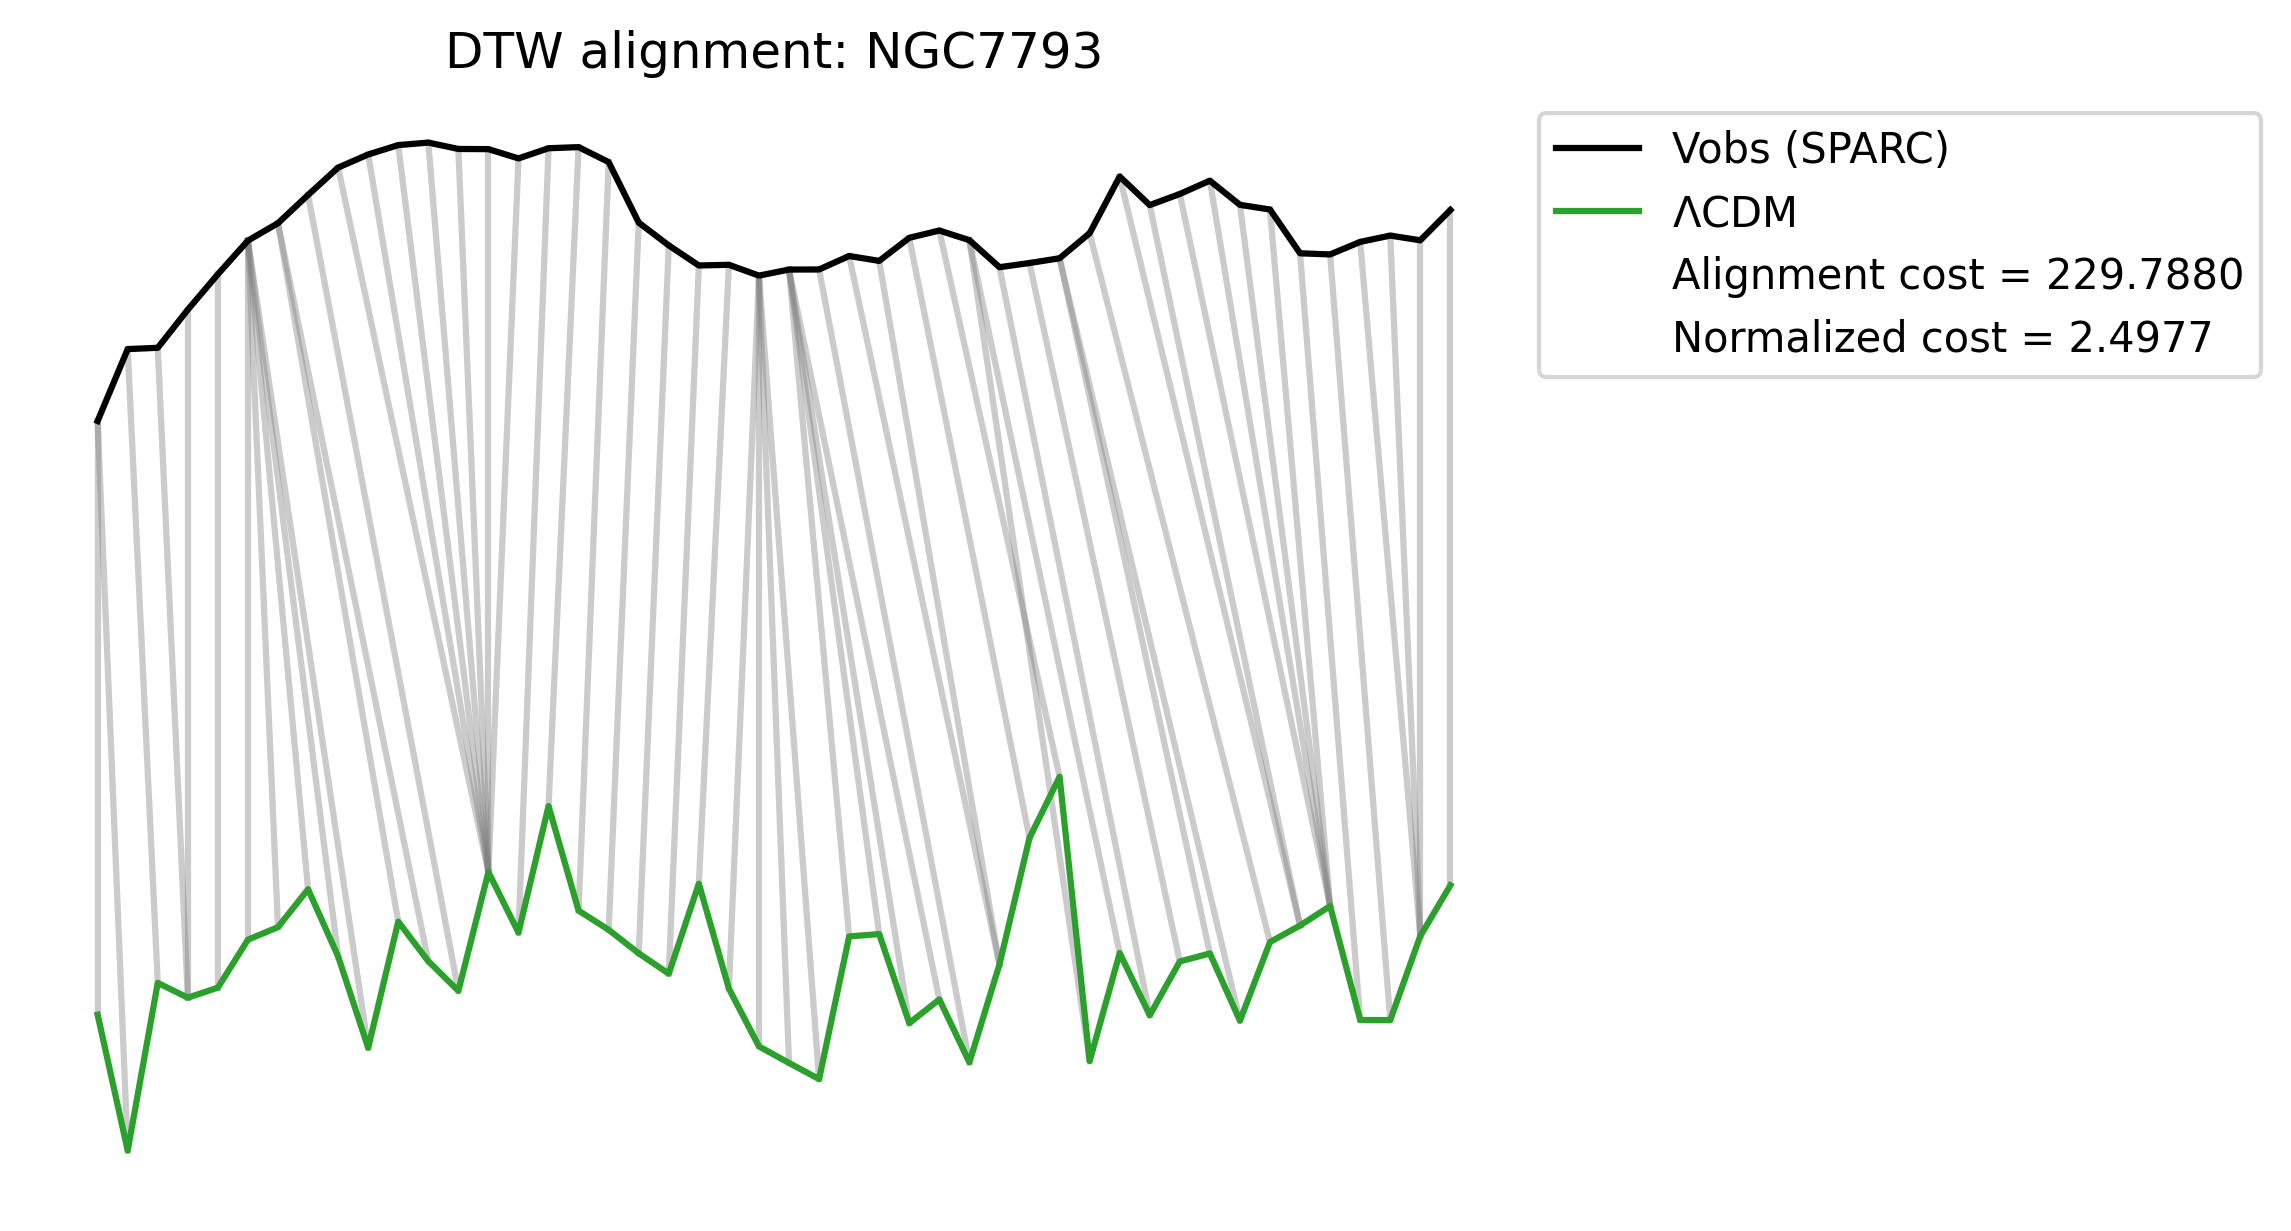 DTW alignment: NGC7793
Vobs (SPARC)
ΛCDM
Alignment cost = 229.7880
Normalized cost = 2.4977